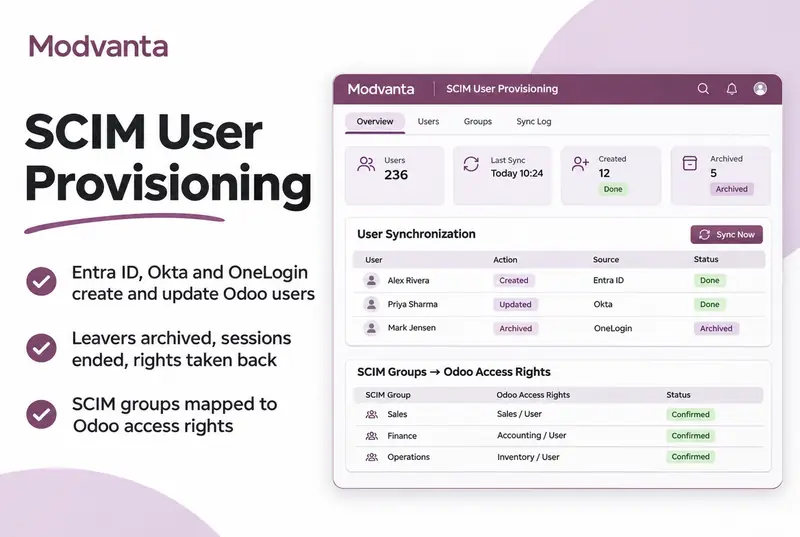 Modvanta
SCIM User
Provisioning
Entra ID, Okta and OneLogin
create and update Odoo users
Leavers archived, sessions
ended, rights taken back
SCIM groups mapped to
Odoo access rights
Modvanta
SCIM User Provisioning
Overview
Users
Groups
Sync Log
Users
236
Last Sync
Today 10:24
Created
12
Done
Archived
5
Archived
User Synchronization
Sync Now
User Action Source Status
Alex Rivera Created Entra ID Done
Priya Sharma Updated Okta Done
Mark Jensen Archived OneLogin Archived
SCIM Groups → Odoo Access Rights
SCIM Group Odoo Access Rights Status
Sales Sales / User Confirmed
Finance Accounting / User Confirmed
Operations Inventory / User Confirmed